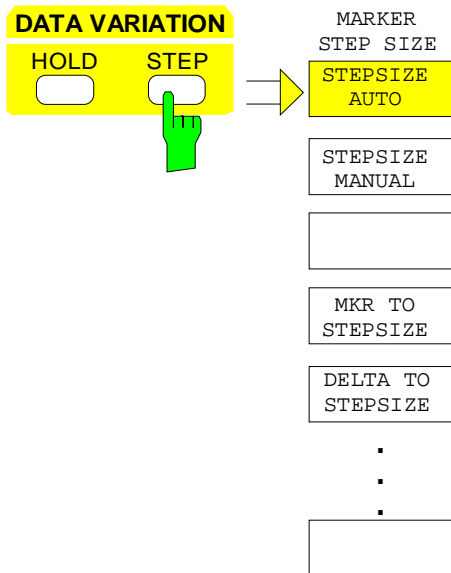 DATA VARIATION
HOLD STEP
MARKER
STEP SIZE
STEPSIZE
AUTO
STEPSIZE
MANUAL
MKR TO
STEPSIZE
DELTA TO
STEPSIZE
.
.
.